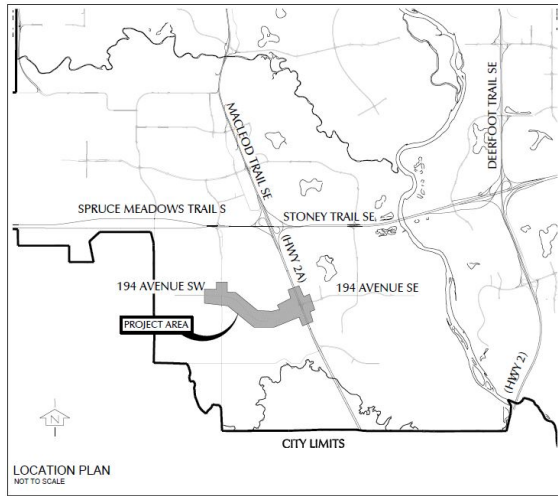 MACLEOD TRAIL SE
DEERFOOT TRAIL SE
SPRUCE MEADOWS TRAIL S
STONEY TRAIL SE
(HWY 2A)
194 AVENUE SW
194 AVENUE SE
PROJECT AREA
(HWY 2)
N
CITY LIMITS
LOCATION PLAN
NOT TO SCALE